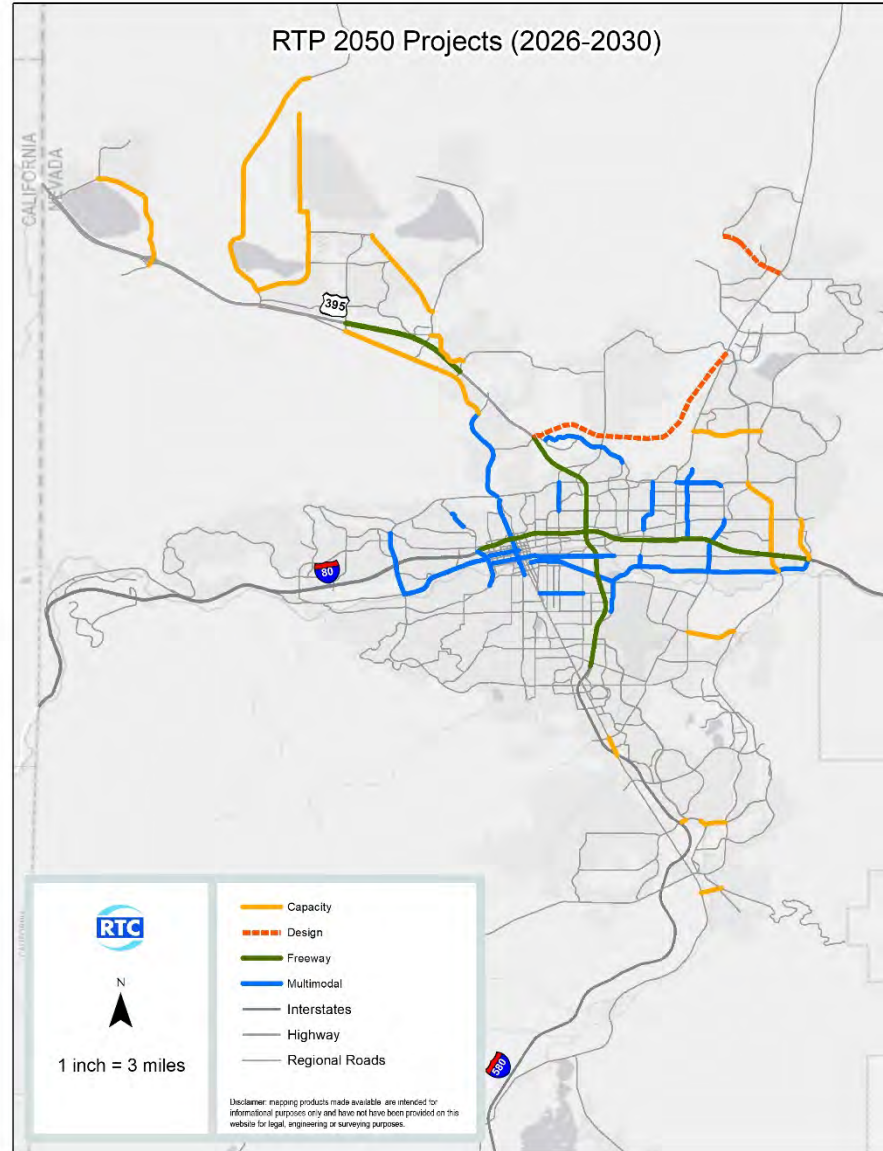 RTP 2050 Projects (2026-2030)
CALIFORNIA
NEVADA
395
80
580
CALIFORNIA
RTC
N
1 inch = 3 miles
Capacity
Design
Freeway
Multimodal
Interstates
Highway
Regional Roads
Disclaimer: mapping products made available are intended for
informational purposes only and have not have been provided on this
website for legal, engineering or surveying purposes.